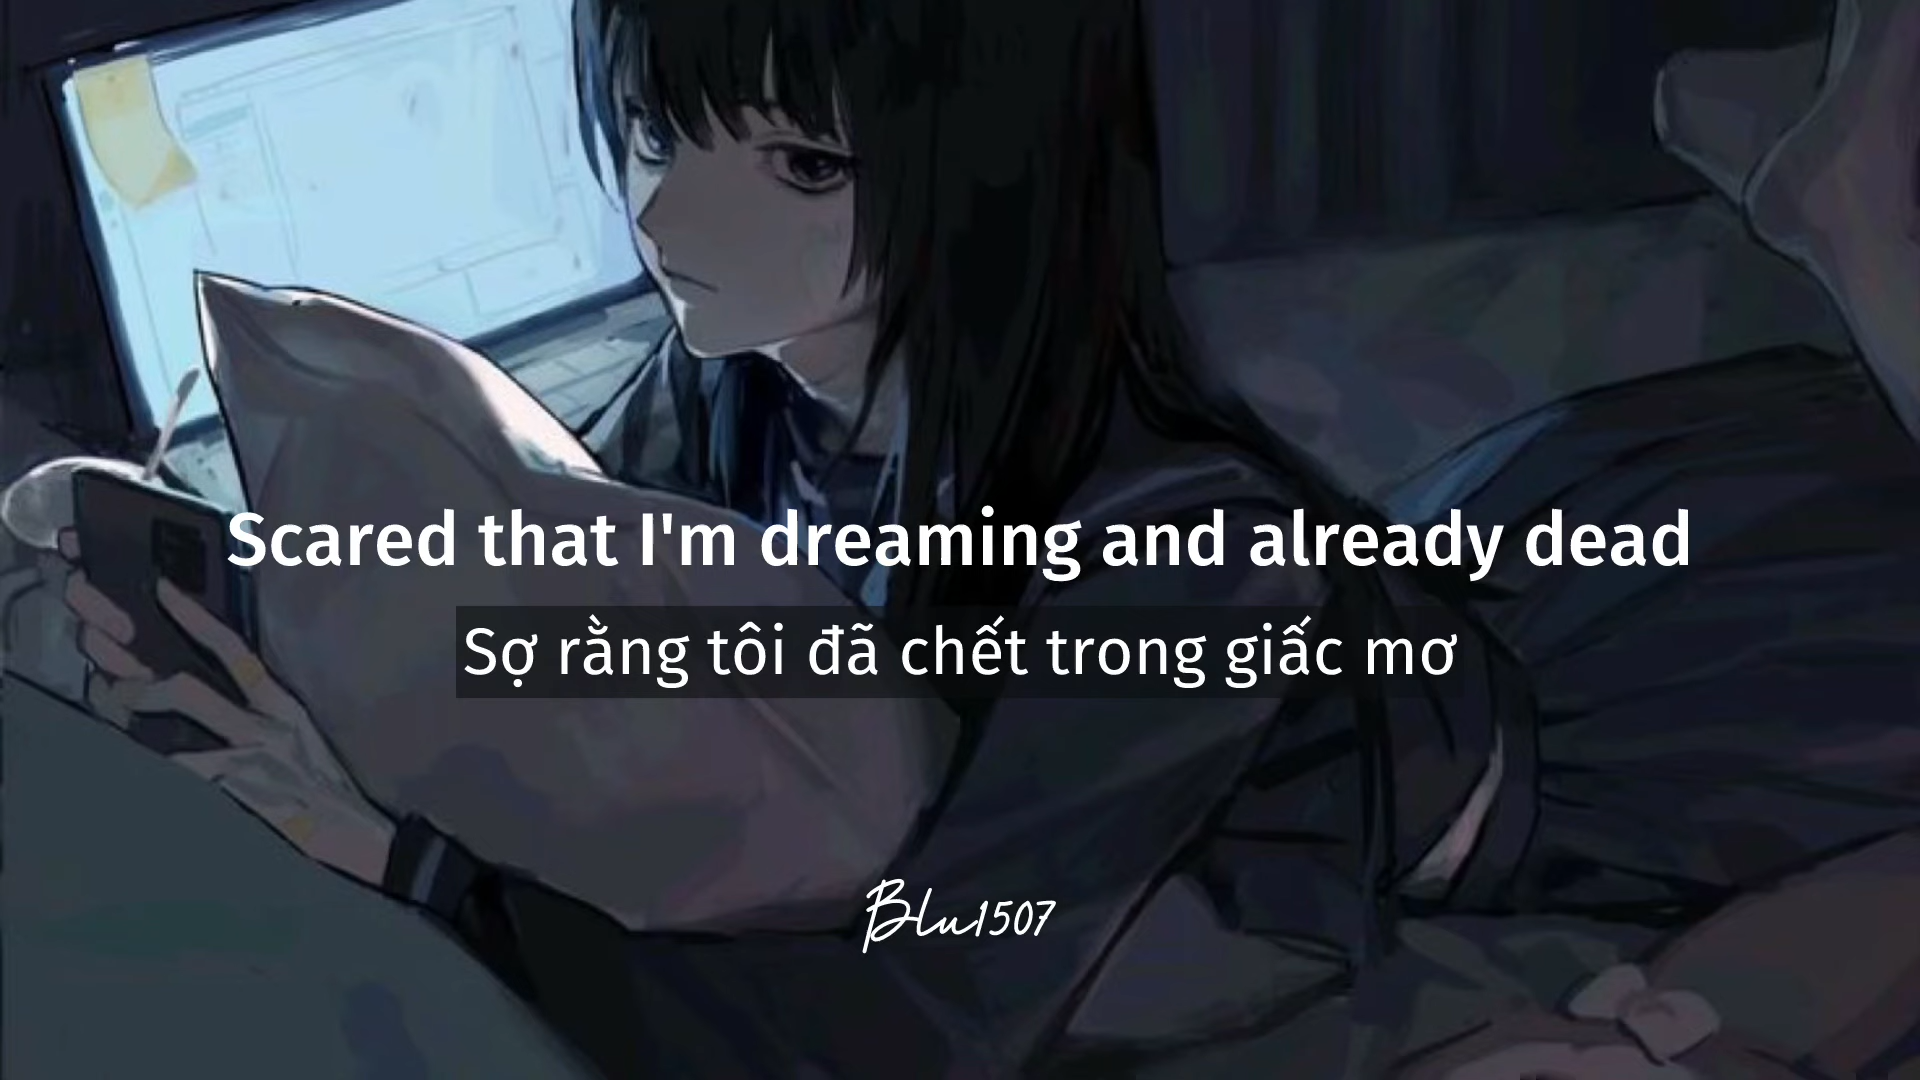 Scared that I'm dreaming and already dead
Sợ rằng tôi đã chết trong giấc mơ
Blu1507